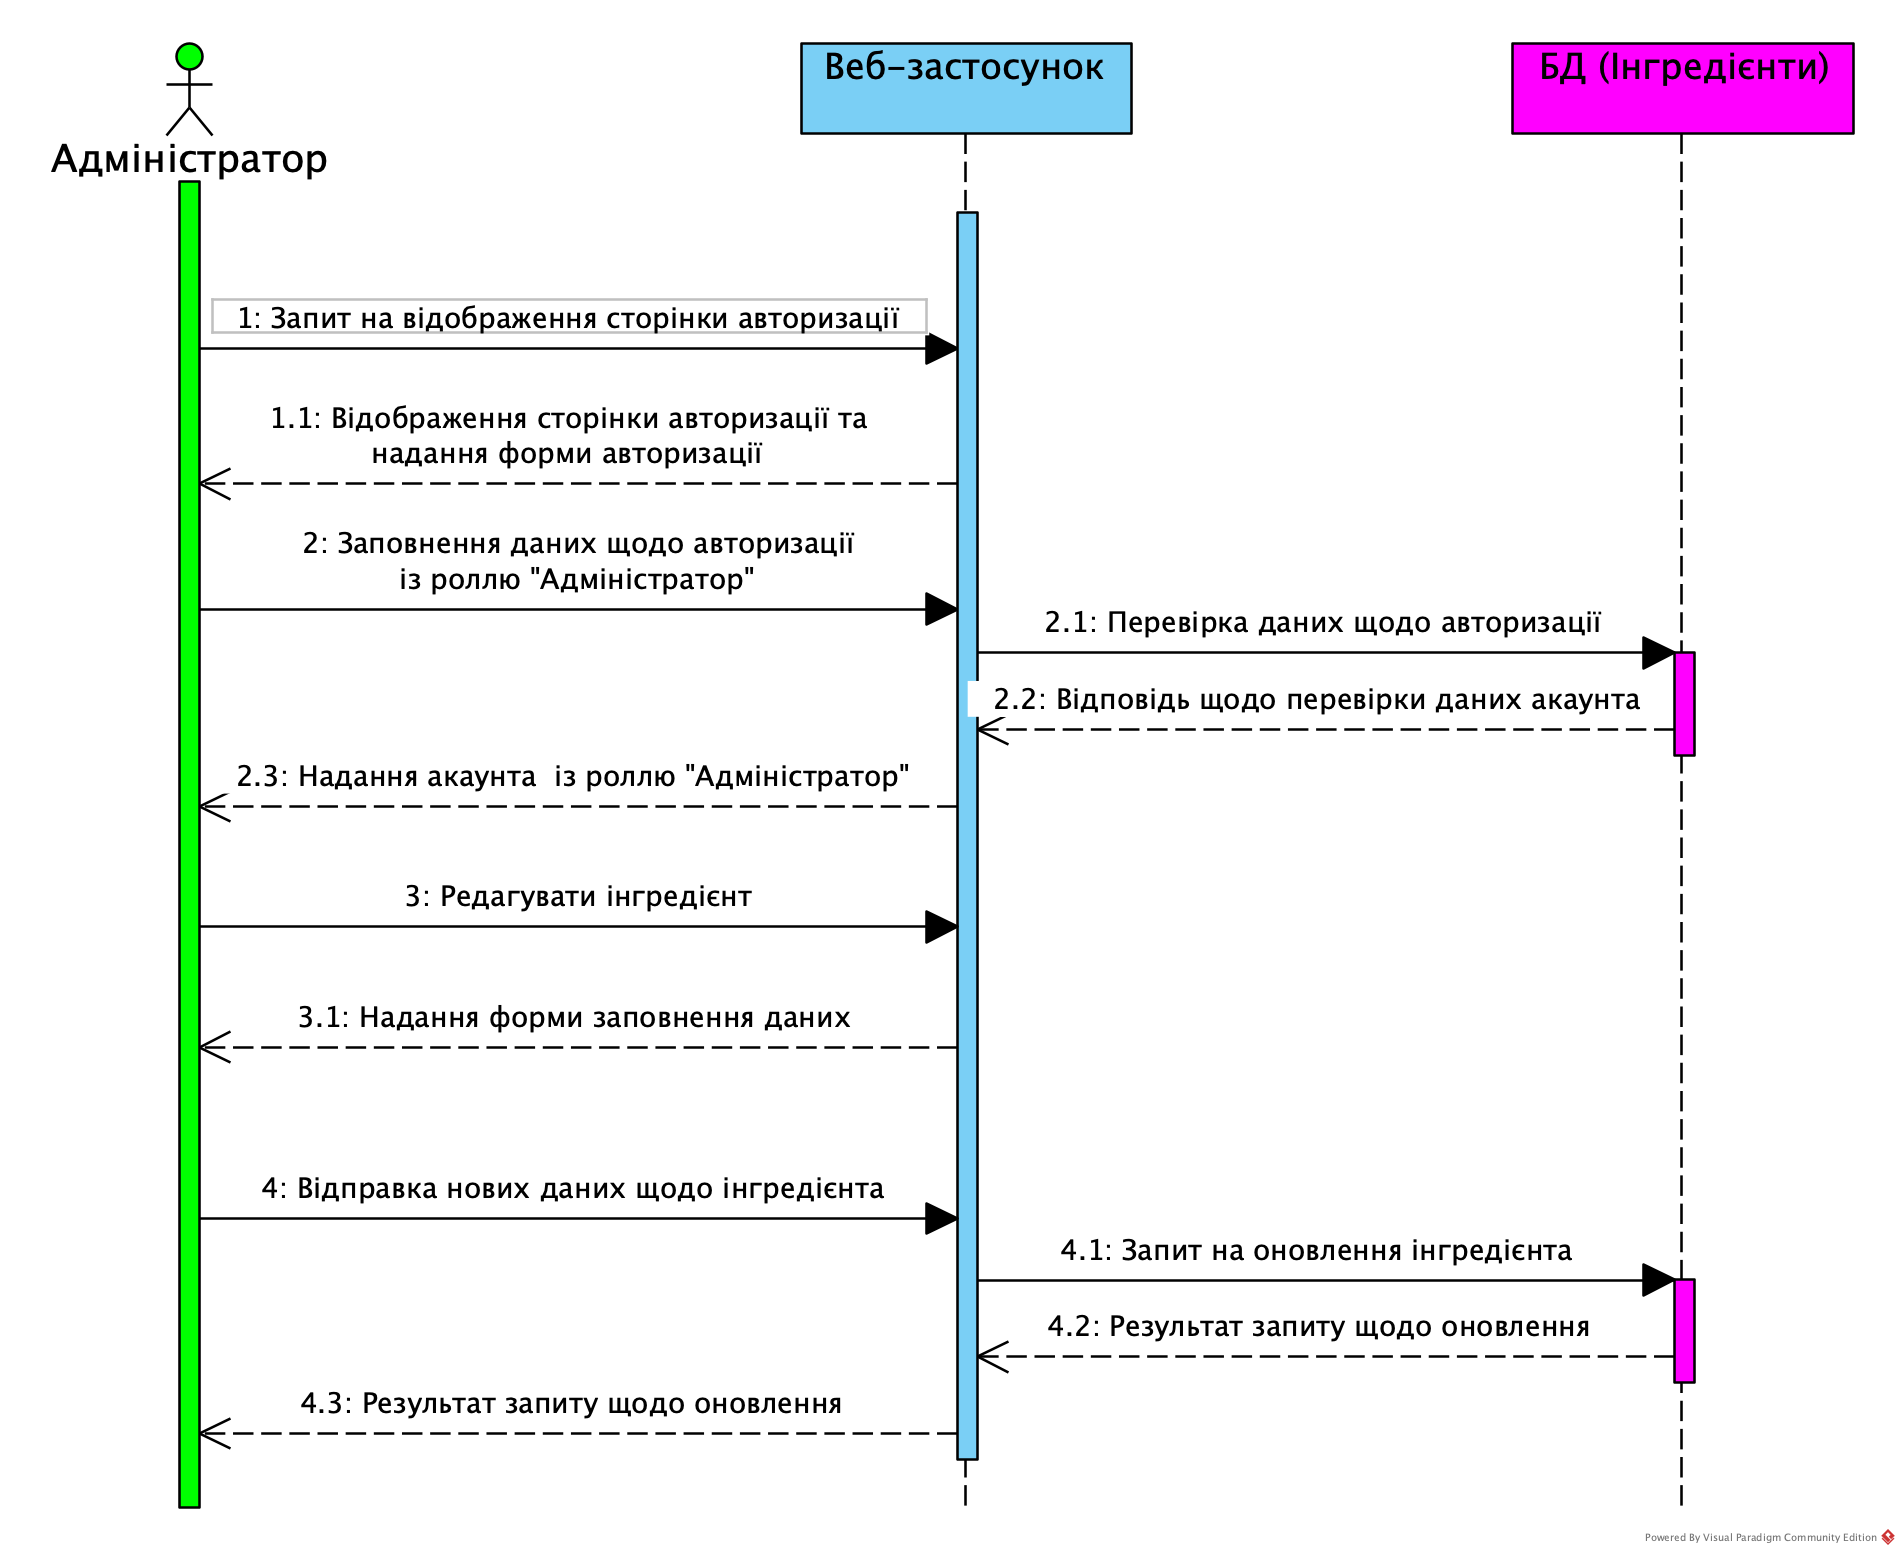 Веб-застосунок
БД (Інгредієнти)
Адміністратор
1: Запит на відображення сторінки авторизації
1.1: Відображення сторінки авторизації та
надання форми авторизації
2: Заповнення даних щодо авторизації
із роллю "Адміністратор"
2.1: Перевірка даних щодо авторизації
2.2: Відповідь щодо перевірки даних акаунта
2.3: Надання акаунта  із роллю "Адміністратор"
3: Редагувати інгредієнт
3.1: Надання форми заповнення даних
4: Відправка нових даних щодо інгредієнта
4.1: Запит на оновлення інгредієнта
4.2: Результат запиту щодо оновлення
4.3: Результат запиту щодо оновлення
Powered By Visual Paradigm Community Edition